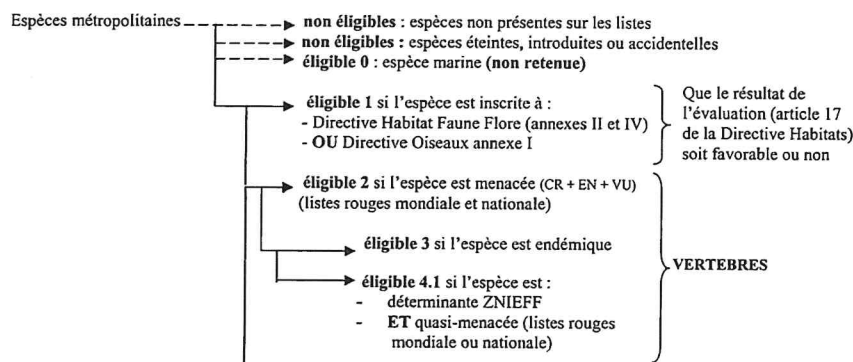 Espèces métropolitaines
non éligibles : espèces non présentes sur les listes
non éligibles : espèces éteintes, introduites ou accidentelles
éligible 0 : espèce marine (non retenue)
éligible 1 si l'espèce est inscrite à :
- Directive Habitat Faune Flore (annexes II et IV)
- OU Directive Oiseaux annexe I
Que le résultat de
l'évaluation (article 17
de la Directive Habitats)
soit favorable ou non
éligible 2 si l'espèce est menacée (CR + EN + VU)
(listes rouges mondiale et nationale)
éligible 3 si l'espèce est endémique
VERTEBRES
éligible 4.1 si l'espèce est :
- déterminante ZNIEFF
- ET quasi-menacée (listes rouges
mondiale ou nationale)